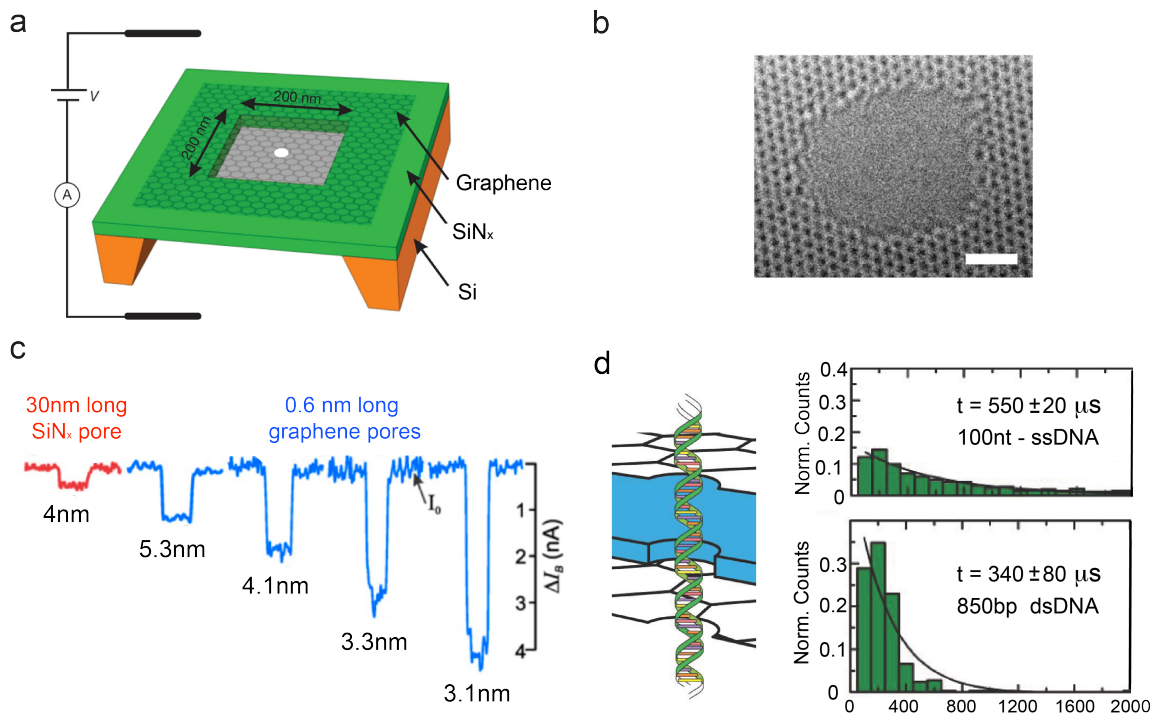 a
V
A
200 nm
200 nm
Graphene
SiNx
Si
b
c
30nm long
SiNx pore
0.6 nm long
graphene pores
4nm
5.3nm
4.1nm
3.3nm
3.1nm
I0
1
2
3
4
ΔIB (nA)
d
Norm. Counts
0.4
0.3
0.2
0.1
0
t = 550 ±20 μs
100nt - ssDNA
Norm. Counts
0.3
0.2
0.1
0
t = 340 ±80 μs
850bp dsDNA
0 400 800 1200 1600 2000